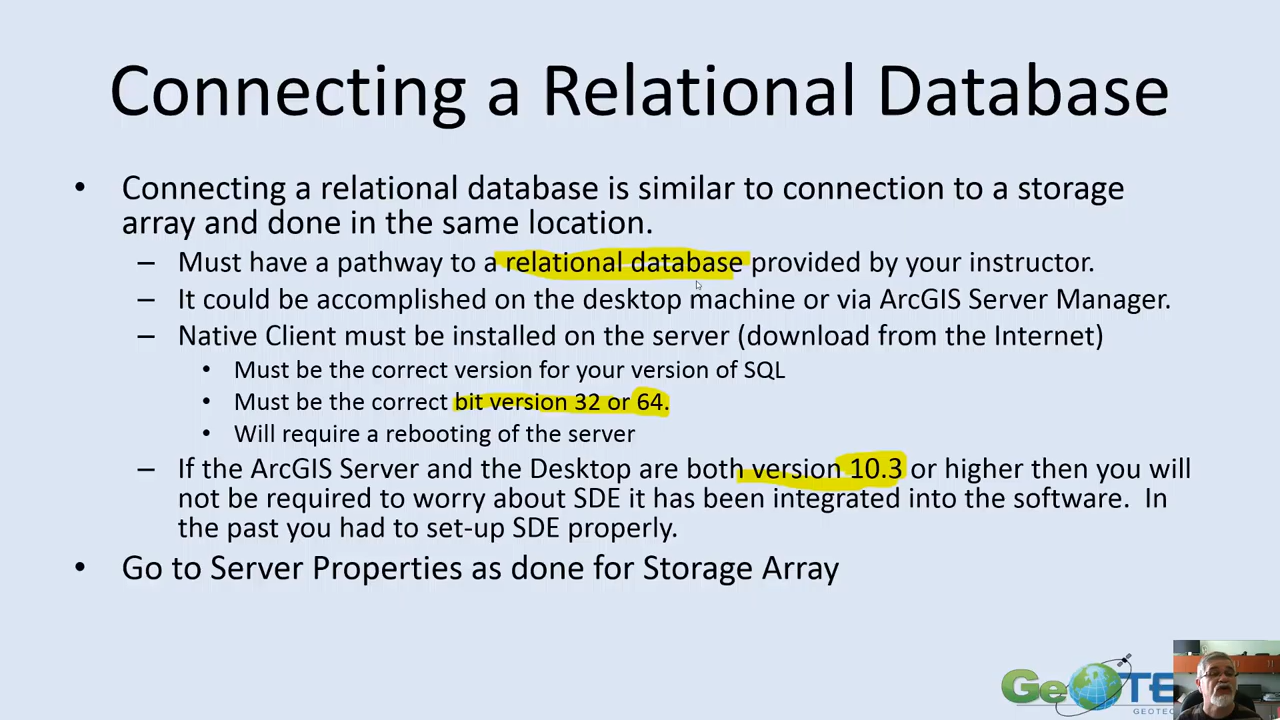 Connecting a Relational Database
• Connecting a relational database is similar to connection to a storage
array and done in the same location.
– Must have a pathway to a relational database provided by your instructor.
– It could be accomplished on the desktop machine or via ArcGIS Server Manager.
– Native Client must be installed on the server (download from the Internet)
• Must be the correct version for your version of SQL
• Must be the correct bit version 32 or 64.
• Will require a rebooting of the server
– If the ArcGIS Server and the Desktop are both version 10.3 or higher then you will
not be required to worry about SDE it has been integrated into the software. In
the past you had to set-up SDE properly.
• Go to Server Properties as done for Storage Array
GeoTE
GEOTEC